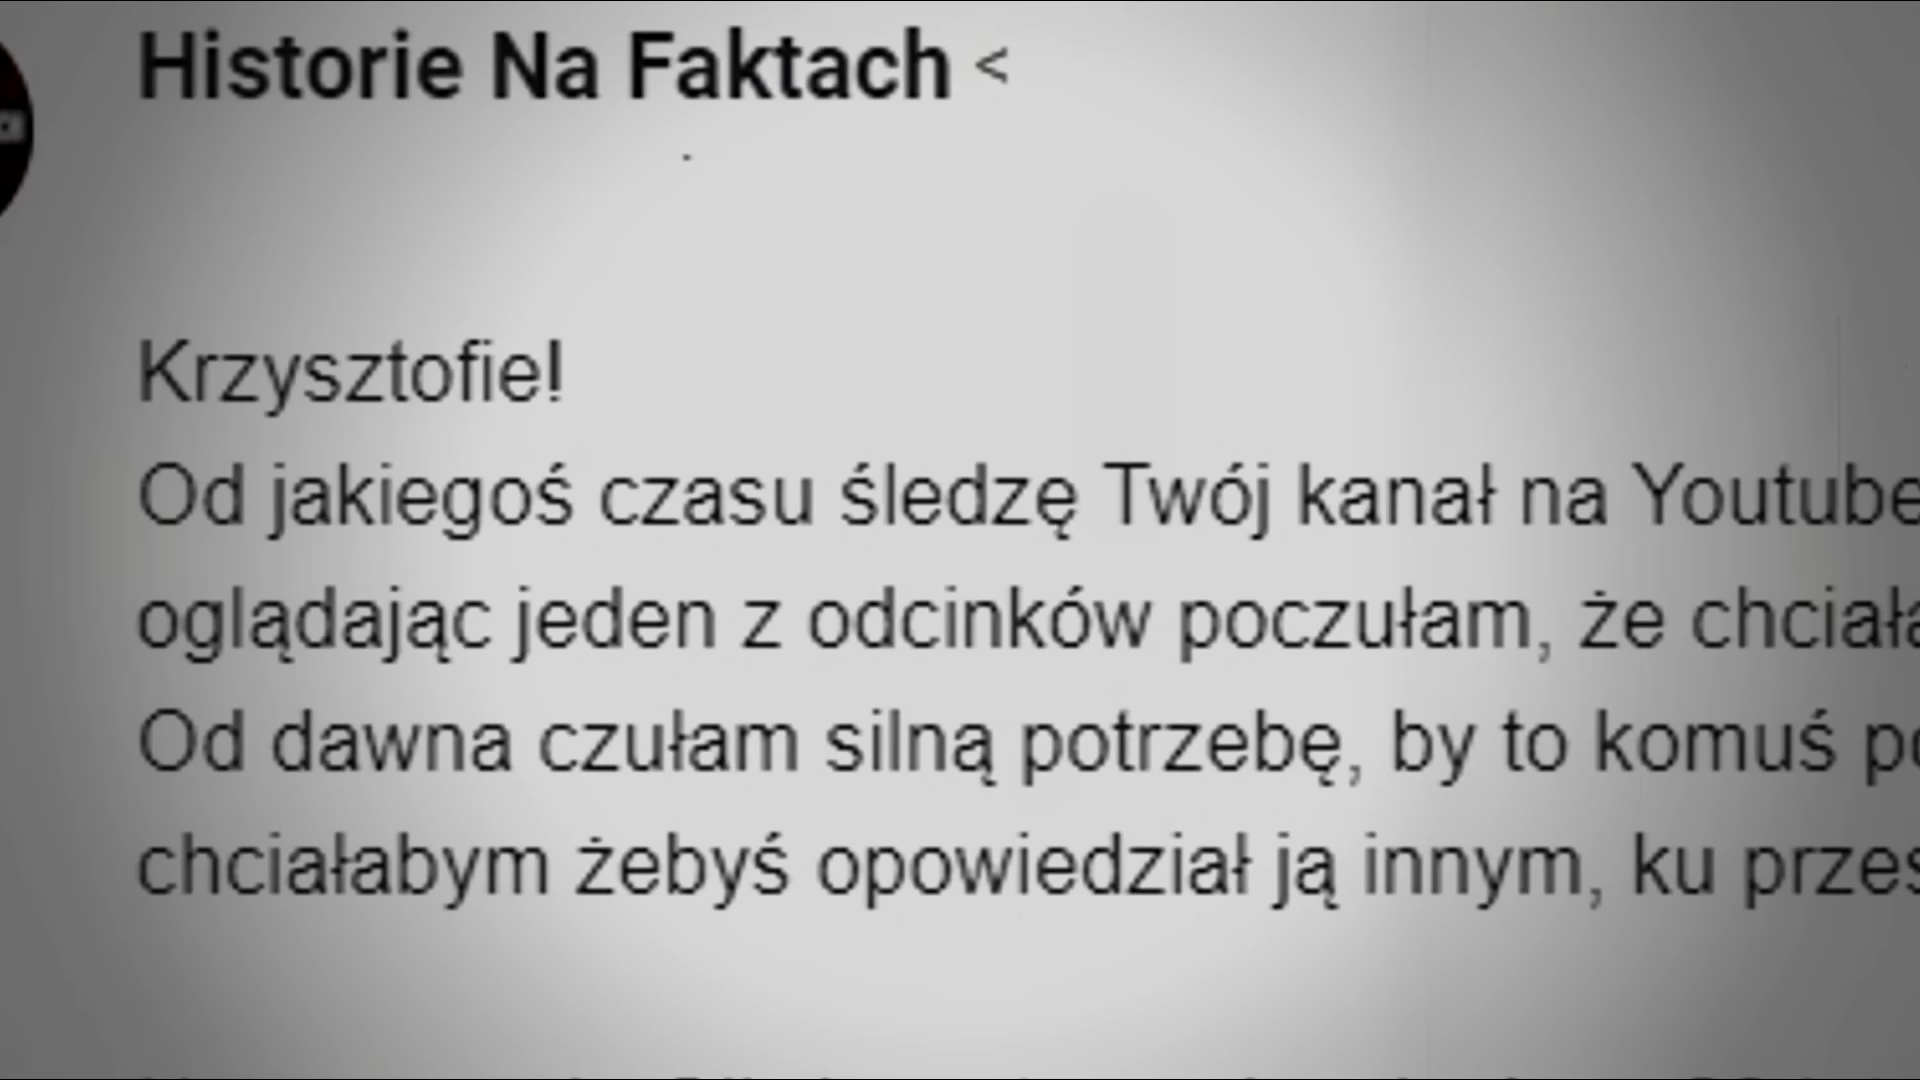 Historie Na Faktach <
Krzysztofie!
Od jakiegoś czasu śledzę Twój kanał na Youtube
oglądając jeden z odcinków poczułam, że
Od dawna czułam silną potrzebę, by to komuś
chciałabym żebyś opowiedział ją innym, ku